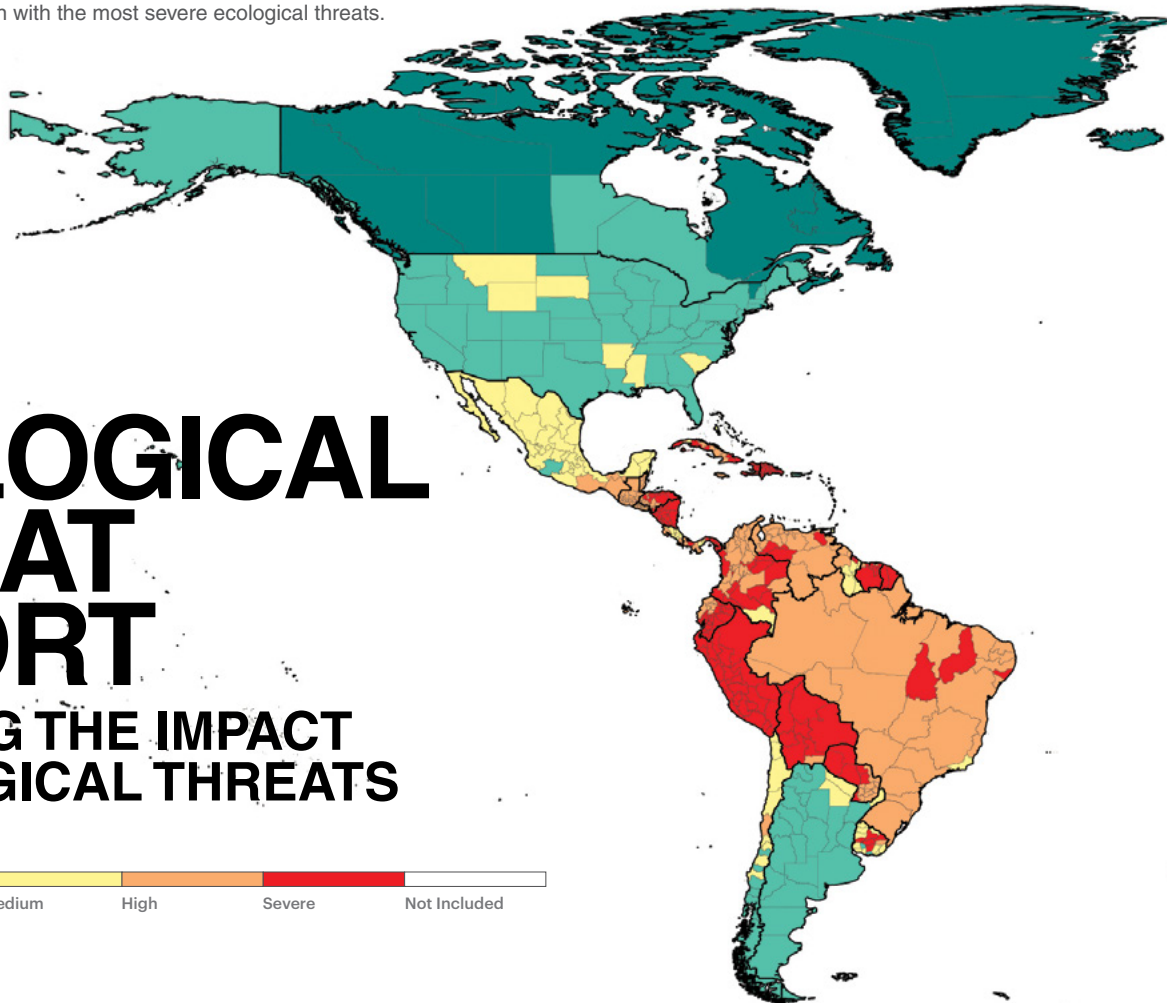 n with the most severe ecological threats.
LOGICAL
AT
ORT
G THE IMPACT
GICAL THREATS
edium High Severe Not Included